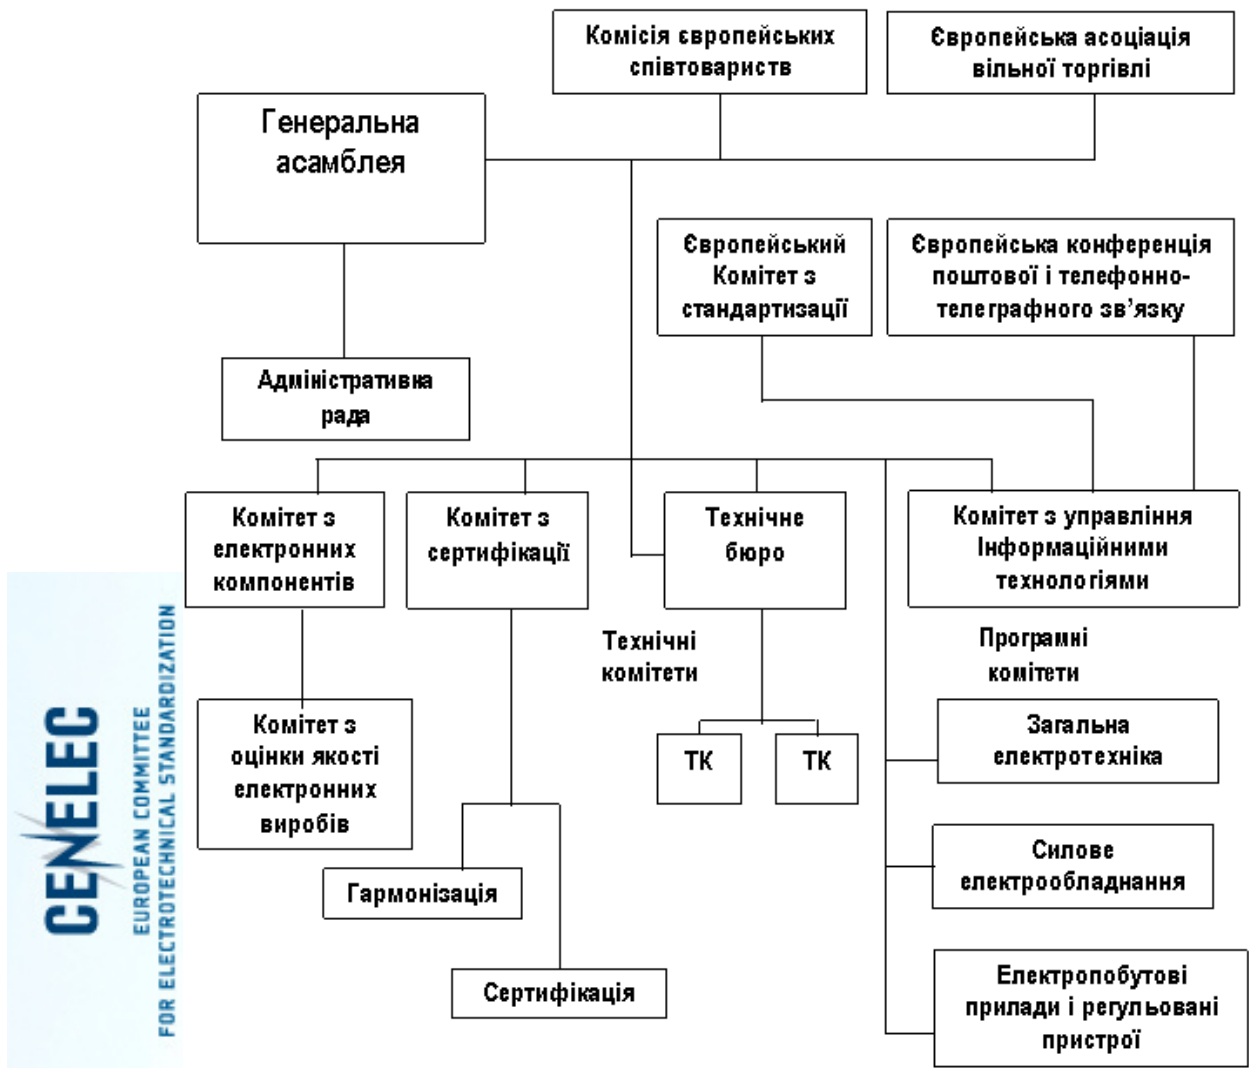 Комісія європейських
співтовариств
Європейська асоціація
вільної торгівлі
Генеральна
асамблея
Європейський
Комітет з
стандартизації
Європейська конференція
поштової і телефонно-
телеграфного зв’язку
Адміністративна
рада
Комітет з
електронних
компонентів
Комітет з
сертифікації
Технічне
бюро
Комітет з управління
Інформаційними
технологіями
Технічні
комітети
Програмні
комітети
Комітет з
оцінки якості
електронних
виробів
ТК
ТК
Загальна
електротехніка
Силове
електрообладнання
Гармонізація
Сертифікація
Електропобутові
прилади і регульовані
пристрої
CENELEC
EUROPEAN COMMITTEE
FOR ELECTROTECHNICAL STANDARDIZATION